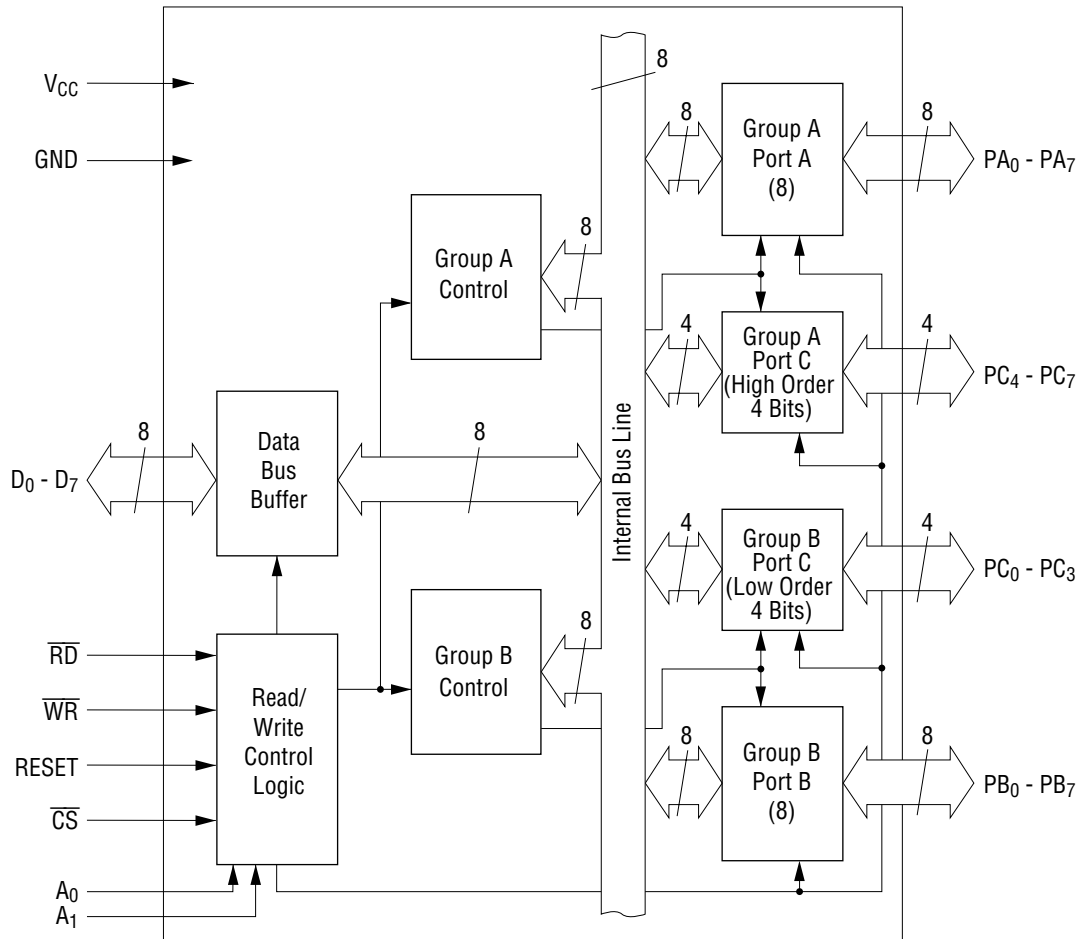 V_CC
GND
8
8
Group A
Port A
(8)
8
PA_0 - PA_7
Group A
Control
8
4
Group A
Port C
(High Order
4 Bits)
4
PC_4 - PC_7
D_0 - D_7
8
Data
Bus
Buffer
8
Internal Bus Line
4
Group B
Port C
(Low Order
4 Bits)
4
PC_0 - PC_3
R̅D̅
W̅R̅
RESET
C̅S̅
A_0
A_1
Read/
Write
Control
Logic
Group B
Control
8
8
Group B
Port B
(8)
8
PB_0 - PB_7